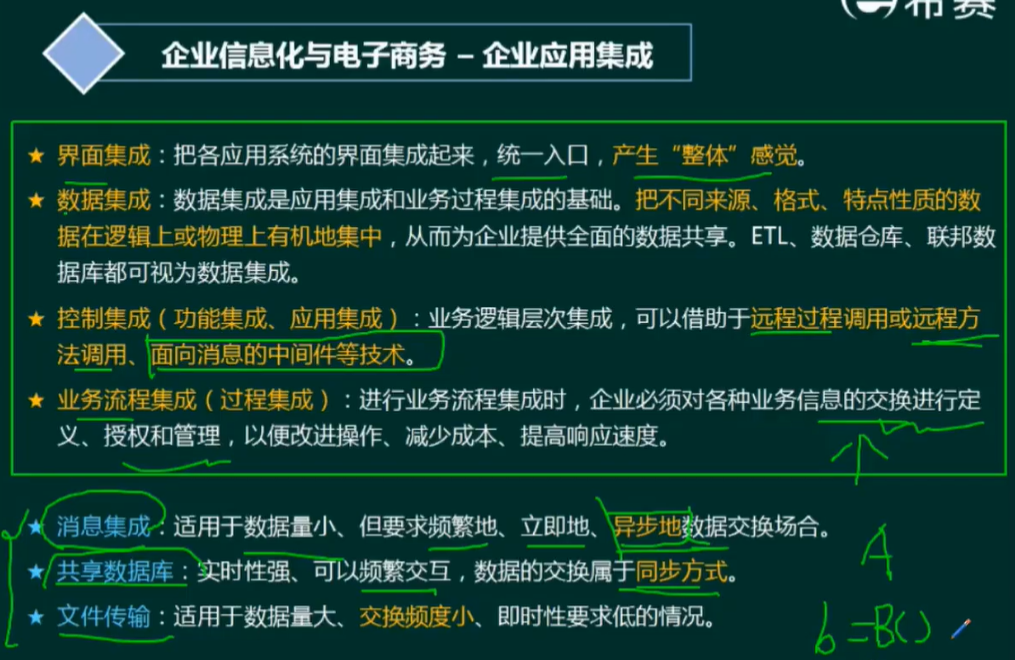 希赛
企业信息化与电子商务 – 企业应用集成
★ 界面集成：把各应用系统的界面集成起来，统一入口，产生“整体”感觉。
★ 数据集成：数据集成是应用集成和业务过程集成的基础。把不同来源、格式、特点性质的数
据在逻辑上或物理上有机地集中，从而为企业提供全面的数据共享。ETL、数据仓库、联邦数
据库都可视为数据集成。
★ 控制集成（功能集成、应用集成）：业务逻辑层次集成，可以借助于远程过程调用或远程方
法调用、面向消息的中间件等技术。
★ 业务流程集成（过程集成）：进行业务流程集成时，企业必须对各种业务信息的交换进行定
义、授权和管理，以便改进操作、减少成本、提高响应速度。
★ 消息集成：适用于数据量小、但要求频繁地、立即地、异步地数据交换场合。
★ 共享数据库：实时性强、可以频繁交互，数据的交换属于同步方式。
★ 文件传输：适用于数据量大、交换频度小、即时性要求低的情况。
A
b=B()